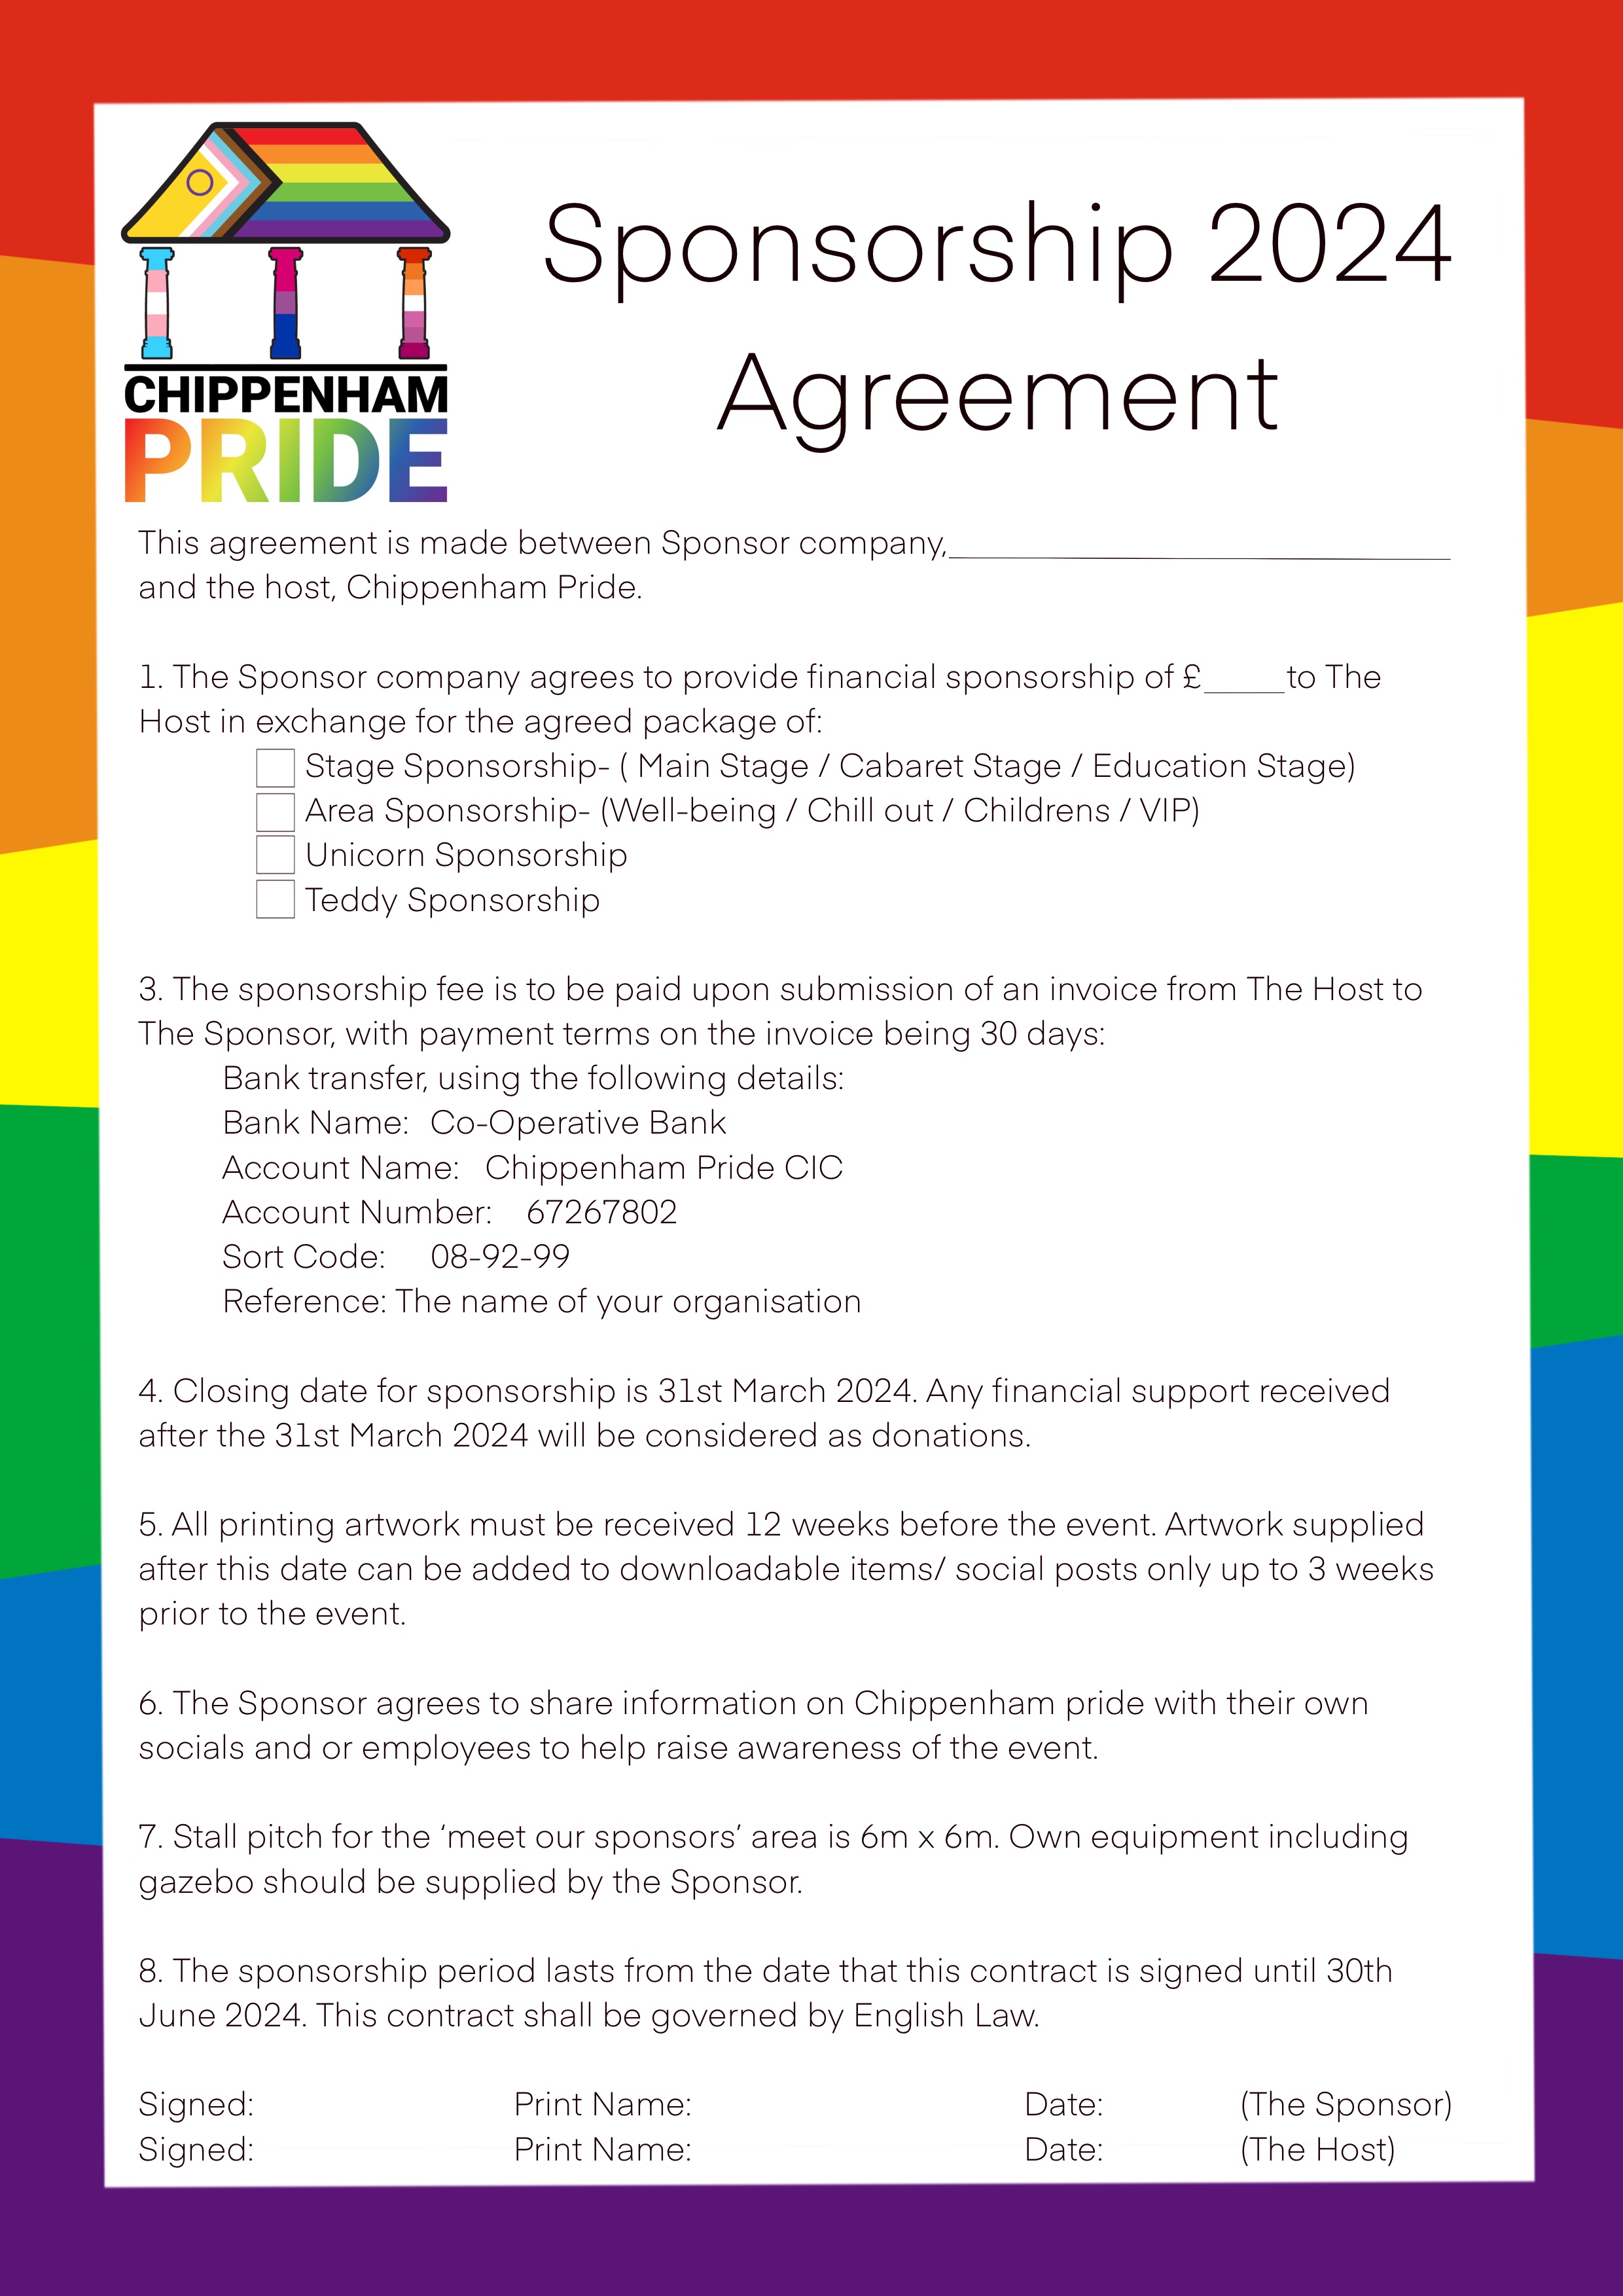 CHIPPENHAM
PRIDE
Sponsorship 2024
Agreement
This agreement is made between Sponsor company,____________________
and the host, Chippenham Pride.
1. The Sponsor company agrees to provide financial sponsorship of £_____to The
Host in exchange for the agreed package of:
Stage Sponsorship- ( Main Stage / Cabaret Stage / Education Stage)
Area Sponsorship- (Well-being / Chill out / Childrens / VIP)
Unicorn Sponsorship
Teddy Sponsorship
3. The sponsorship fee is to be paid upon submission of an invoice from The Host to
The Sponsor, with payment terms on the invoice being 30 days:
Bank transfer, using the following details:
Bank Name: Co-Operative Bank
Account Name: Chippenham Pride CIC
Account Number: 67267802
Sort Code: 08-92-99
Reference: The name of your organisation
4. Closing date for sponsorship is 31st March 2024. Any financial support received
after the 31st March 2024 will be considered as donations.
5. All printing artwork must be received 12 weeks before the event. Artwork supplied
after this date can be added to downloadable items/ social posts only up to 3 weeks
prior to the event.
6. The Sponsor agrees to share information on Chippenham pride with their own
socials and or employees to help raise awareness of the event.
7. Stall pitch for the ‘meet our sponsors’ area is 6m x 6m. Own equipment including
gazebo should be supplied by the Sponsor.
8. The sponsorship period lasts from the date that this contract is signed until 30th
June 2024. This contract shall be governed by English Law.
Signed: Print Name: Date: (The Sponsor)
Signed: Print Name: Date: (The Host)